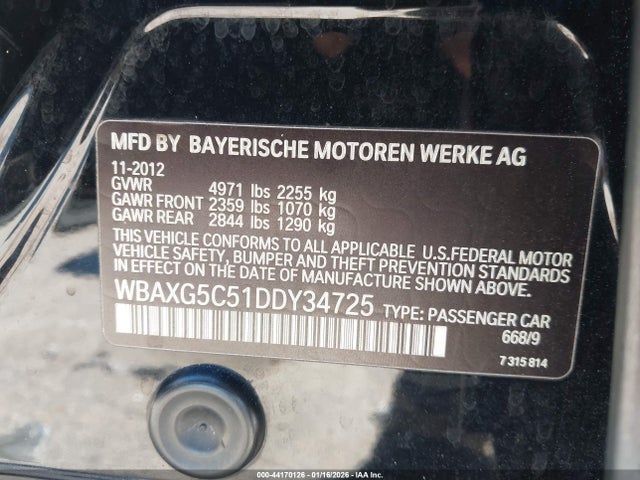 MFD BY BAYERISCHE MOTOREN WERKE AG
11-2012
GVWR 4971 lbs 2255 kg
GAWR FRONT 2359 lbs 1070 kg
GAWR REAR 2844 lbs 1290 kg
THIS VEHICLE CONFORMS TO ALL APPLICABLE U.S.FEDERAL MOTOR
VEHICLE SAFETY, BUMPER AND THEFT PREVENTION STANDARDS
IN EFFECT ON THE DATE OF MANUFACTURE SHOWN ABOVE.
WBAXG5C51DDY34725 TYPE: PASSENGER CAR
668/9
7 315 814
000-44170126 - 01/16/2026 - IAA Inc.